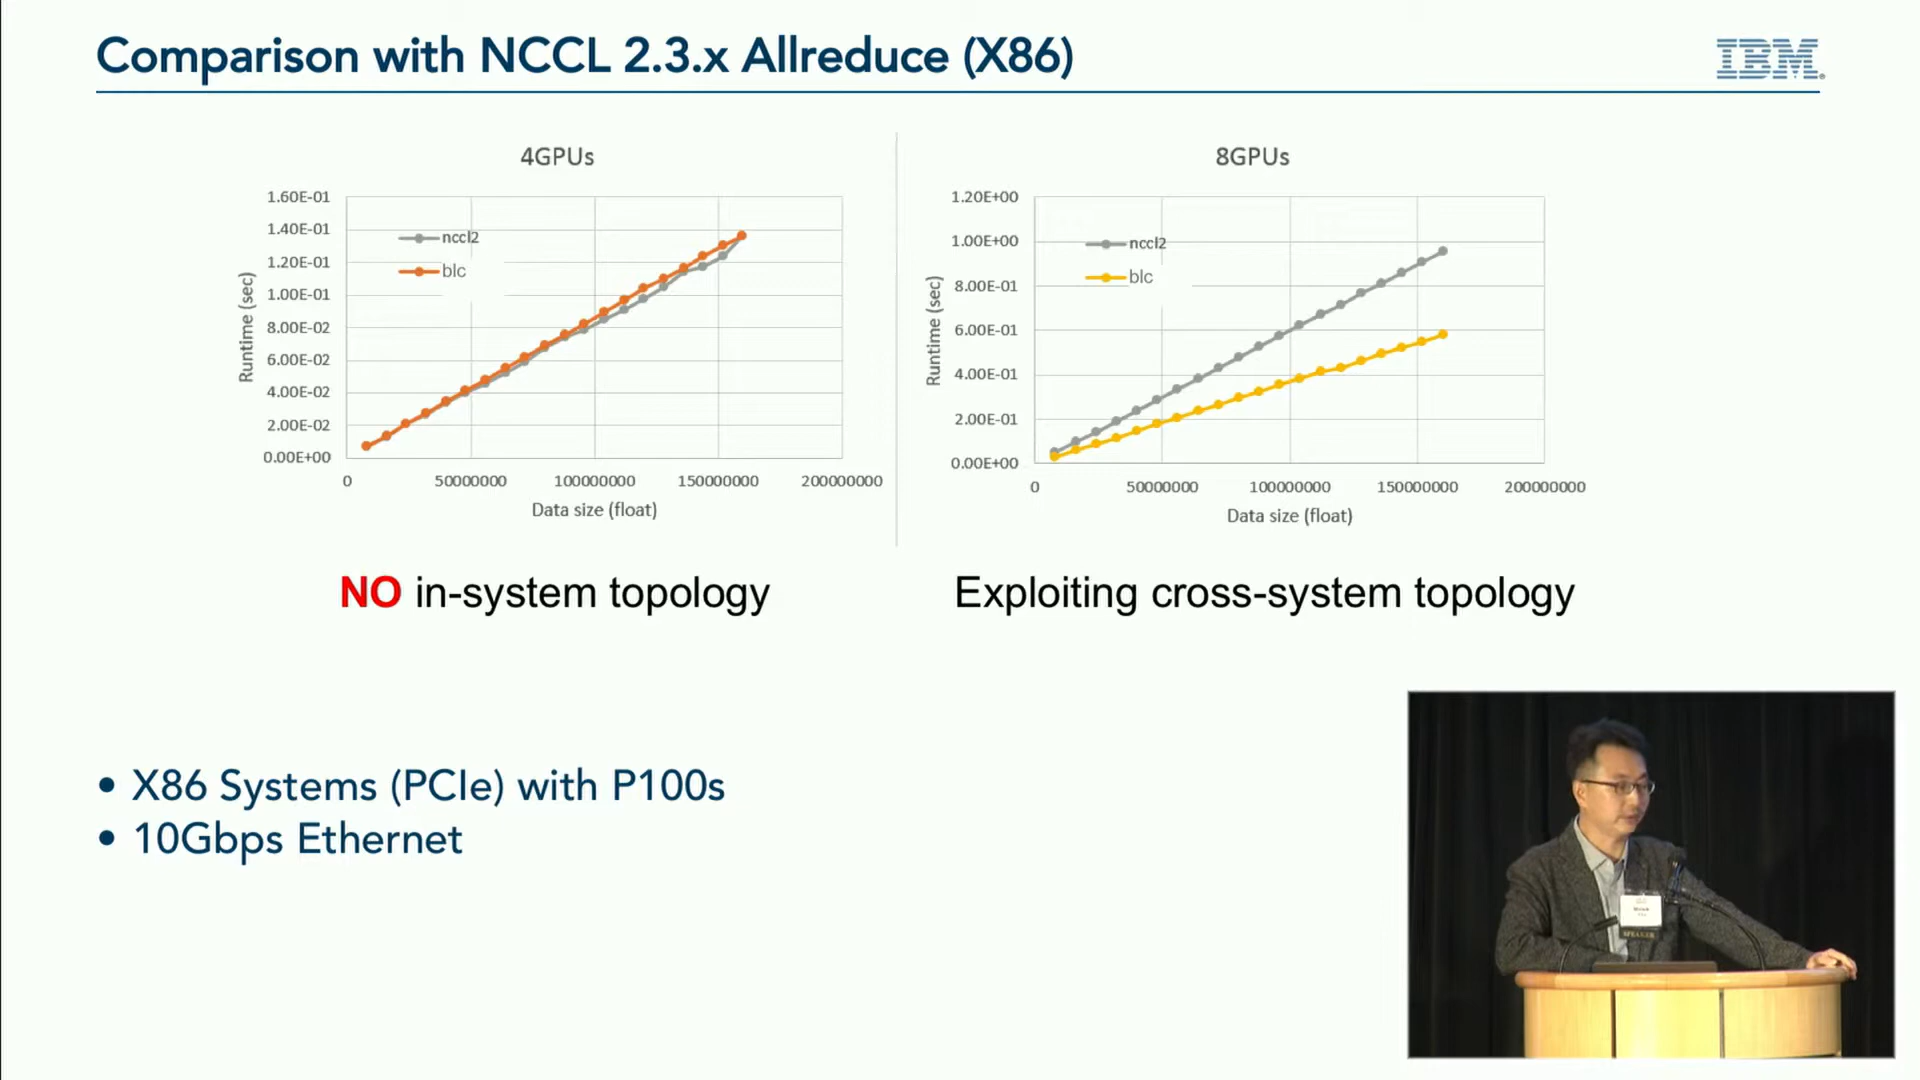 Comparison with NCCL 2.3.x Allreduce (X86)
IBM
4GPUs
1.60E-01
1.40E-01
1.20E-01
1.00E-01
8.00E-02
6.00E-02
4.00E-02
2.00E-02
0.00E+00
Runtime (sec)
nccl2
blc
0 50000000 100000000 150000000 200000000
Data size (float)
8GPUs
1.20E+00
1.00E+00
8.00E-01
6.00E-01
4.00E-01
2.00E-01
0.00E+00
Runtime (sec)
nccl2
blc
0 50000000 100000000 150000000 200000000
Data size (float)
NO in-system topology
Exploiting cross-system topology
• X86 Systems (PCIe) with P100s
• 10Gbps Ethernet
SPEAKER